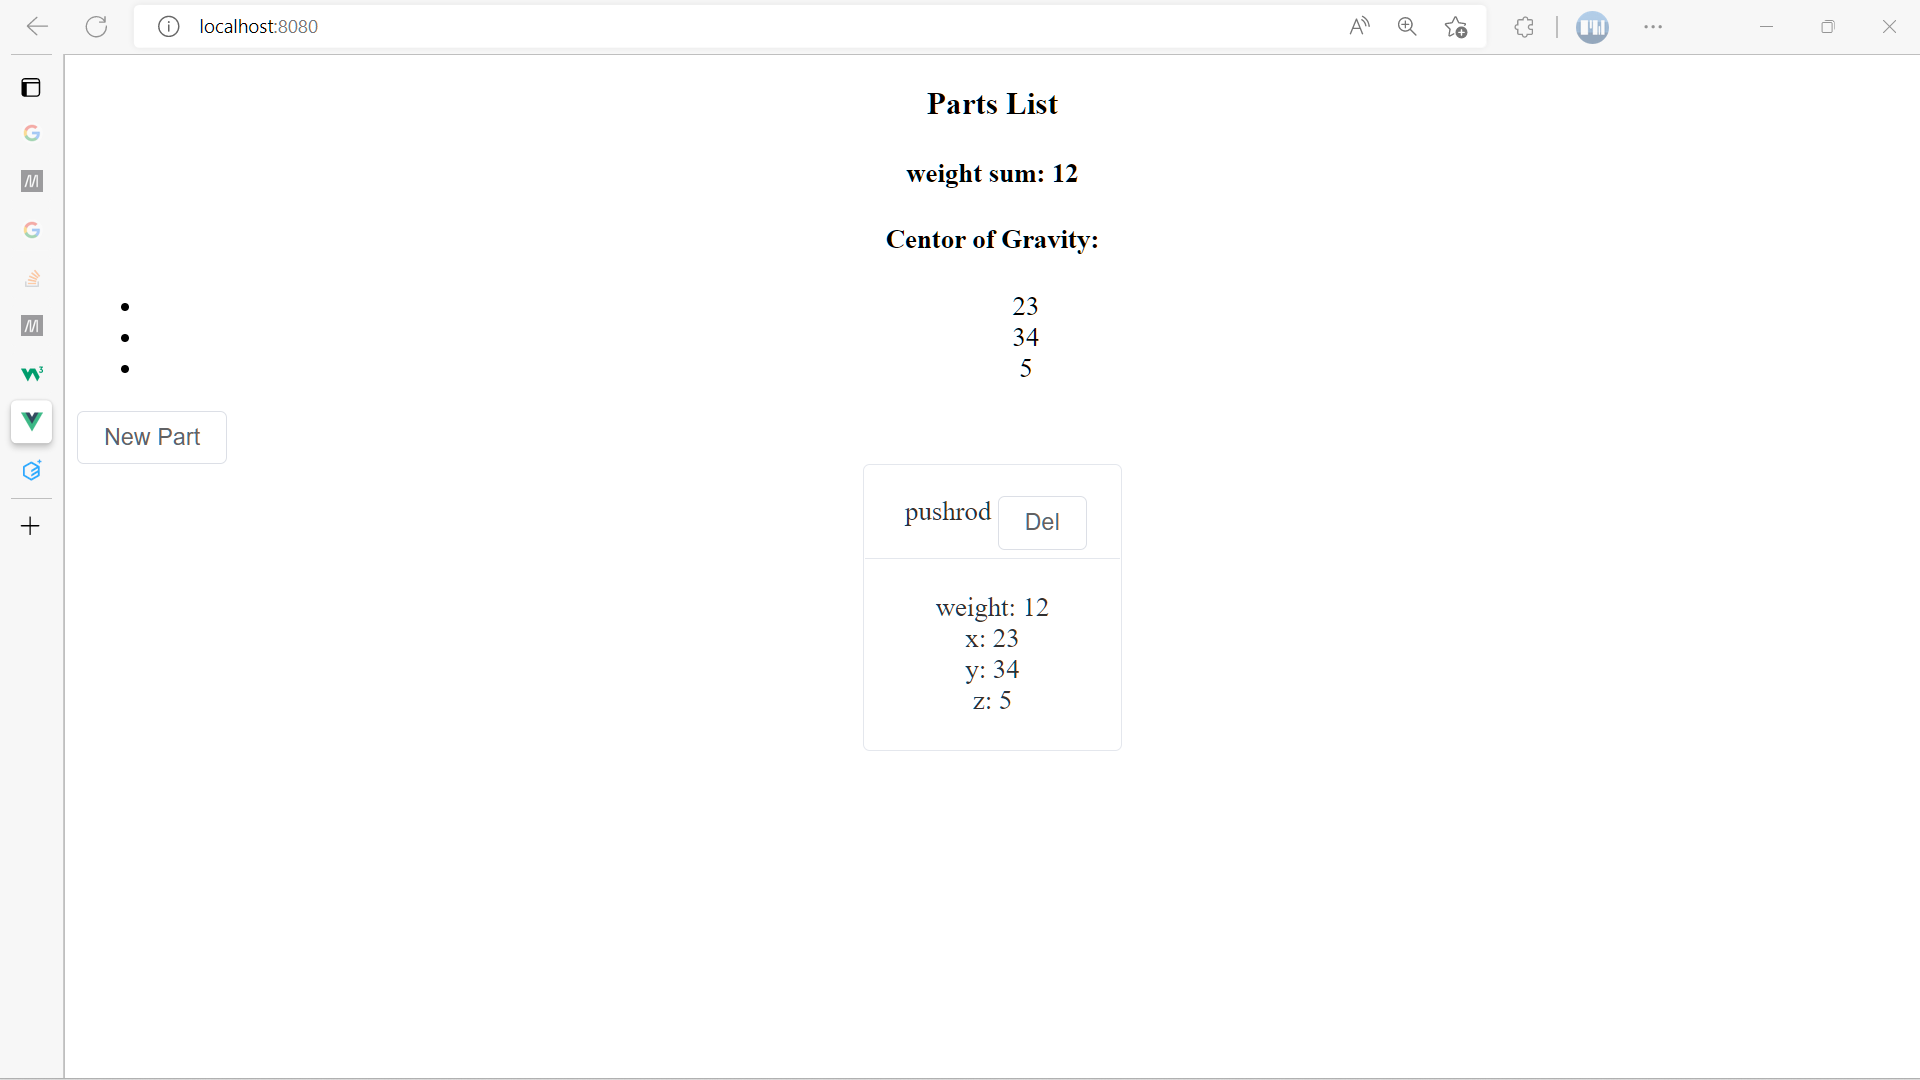 localhost:8080
Parts List
weight sum: 12
Centor of Gravity:
23
34
5
New Part
pushrod Del
weight: 12
x: 23
y: 34
z: 5